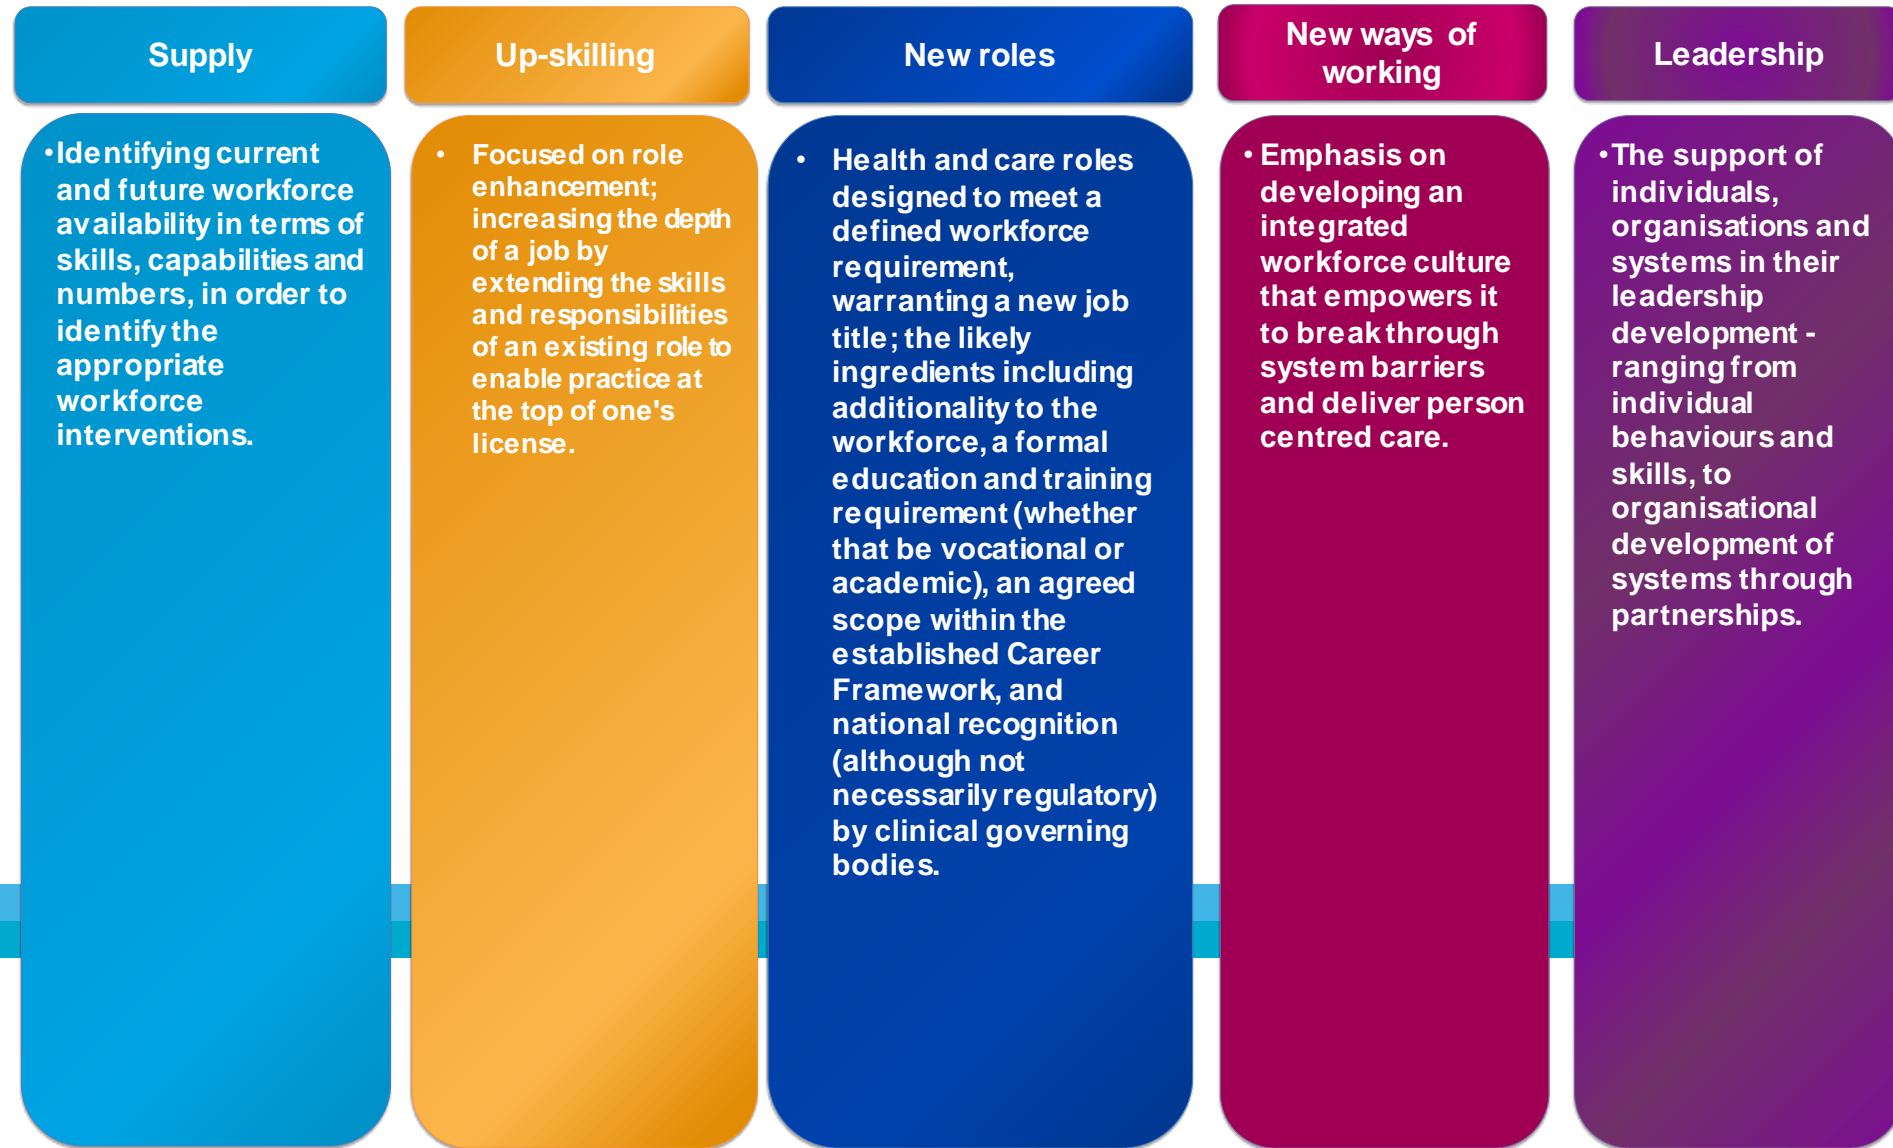 Supply
•Identifying current
and future workforce
availability in terms of
skills, capabilities and
numbers, in order to
identify the
appropriate
workforce
interventions.
Up-skilling
• Focused on role
enhancement;
increasing the depth
of a job by
extending the skills
and responsibilities
of an existing role to
enable practice at
the top of one's
license.
New roles
• Health and care roles
designed to meet a
defined workforce
requirement,
warranting a new job
title; the likely
ingredients including
additionality to the
workforce, a formal
education and training
requirement (whether
that be vocational or
academic), an agreed
scope within the
established Career
Framework, and
national recognition
(although not
necessarily regulatory)
by clinical governing
bodies.
New ways of
working
• Emphasis on
developing an
integrated
workforce culture
that empowers it
to break through
system barriers
and deliver person
centred care.
Leadership
•The support of
individuals,
organisations and
systems in their
leadership
development -
ranging from
individual
behaviours and
skills, to
organisational
development of
systems through
partnerships.